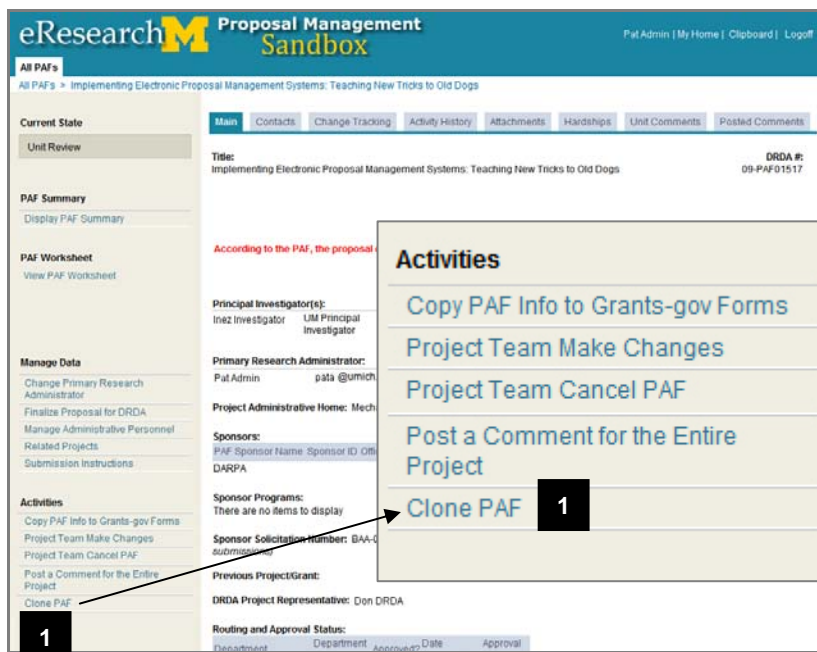 eResearch M Proposal Management
Sandbox
Pat Admin | My Home | Clipboard | Logoff
All PAFs
All PAFs > Implementing Electronic Proposal Management Systems: Teaching New Tricks to Old Dogs
Current State
Unit Review
PAF Summary
Display PAF Summary
PAF Worksheet
View PAF Worksheet
Manage Data
Change Primary Research
Administrator
Finalize Proposal for DRDA
Manage Administrative Personnel
Related Projects
Submission Instructions
Activities
Copy PAF Info to Grants-gov Forms
Project Team Make Changes
Project Team Cancel PAF
Post a Comment for the Entire
Project
Clone PAF
1
Main Contacts Change Tracking Activity History Attachments Hardships Unit Comments Posted Comments
Title:
Implementing Electronic Proposal Management Systems: Teaching New Tricks to Old Dogs
DRDA #:
09-PAF01517
According to the PAF, the proposal
Principal Investigator(s):
Inez Investigator UM Principal
Investigator
Primary Research Administrator:
Pat Admin pata @umich.
Project Administrative Home: Mech
Sponsors:
PAF Sponsor Name Sponsor ID
DARPA
Sponsor Programs:
There are no items to display
Sponsor Solicitation Number:
submissions)
Previous Project/Grant:
DRDA Project Representative: Don DRDA
Routing and Approval Status:
Department Department Approved? Date Approval
Activities
Copy PAF Info to Grants-gov Forms
Project Team Make Changes
Project Team Cancel PAF
Post a Comment for the Entire
Project
Clone PAF 1